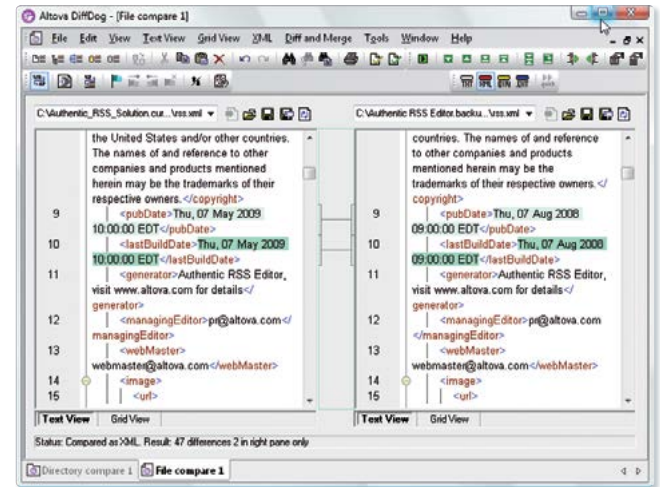 Altova DiffDog - [File compare 1]
File Edit View Text View Grid View XML Diff and Merge Tools Window Help
C:\Authentic_RSS_Solution.cur...\rss.xml
C:\Authentic RSS Editor.backu...\rss.xml
the United States and/or other countries.
The names of and reference to other
companies and products mentioned
herein may be the trademarks of their
respective owners.</copyright>
9 <pubDate>Thu, 07 May 2009
10:00:00 EDT</pubDate>
10 <lastBuildDate>Thu, 07 May 2009
10:00:00 EDT</lastBuildDate>
11 <generator>Authentic RSS Editor,
visit www.altova.com for details</
generator>
12 <managingEditor>pr@altova.com</
managingEditor>
13 <webMaster>
webmaster@altova.com</webMaster>
14 <image>
15 <url>
countries. The names of and reference
to other companies and products
mentioned herein may be the
trademarks of their respective owners.</
copyright>
9 <pubDate>Thu, 07 Aug 2008
09:00:00 EDT</pubDate>
10 <lastBuildDate>Thu, 07 Aug 2008
09:00:00 EDT</lastBuildDate>
11 <generator>Authentic RSS Editor,
visit www.altova.com for details</
generator>
12 <managingEditor>pr@altova.com
</managingEditor>
13 <webMaster>
webmaster@altova.com</webMaster>
14 <image>
15 <url>
Text View Grid View
Text View Grid View
Status: Compared as XML. Result: 47 differences 2 in right pane only
Directory compare 1 File compare 1